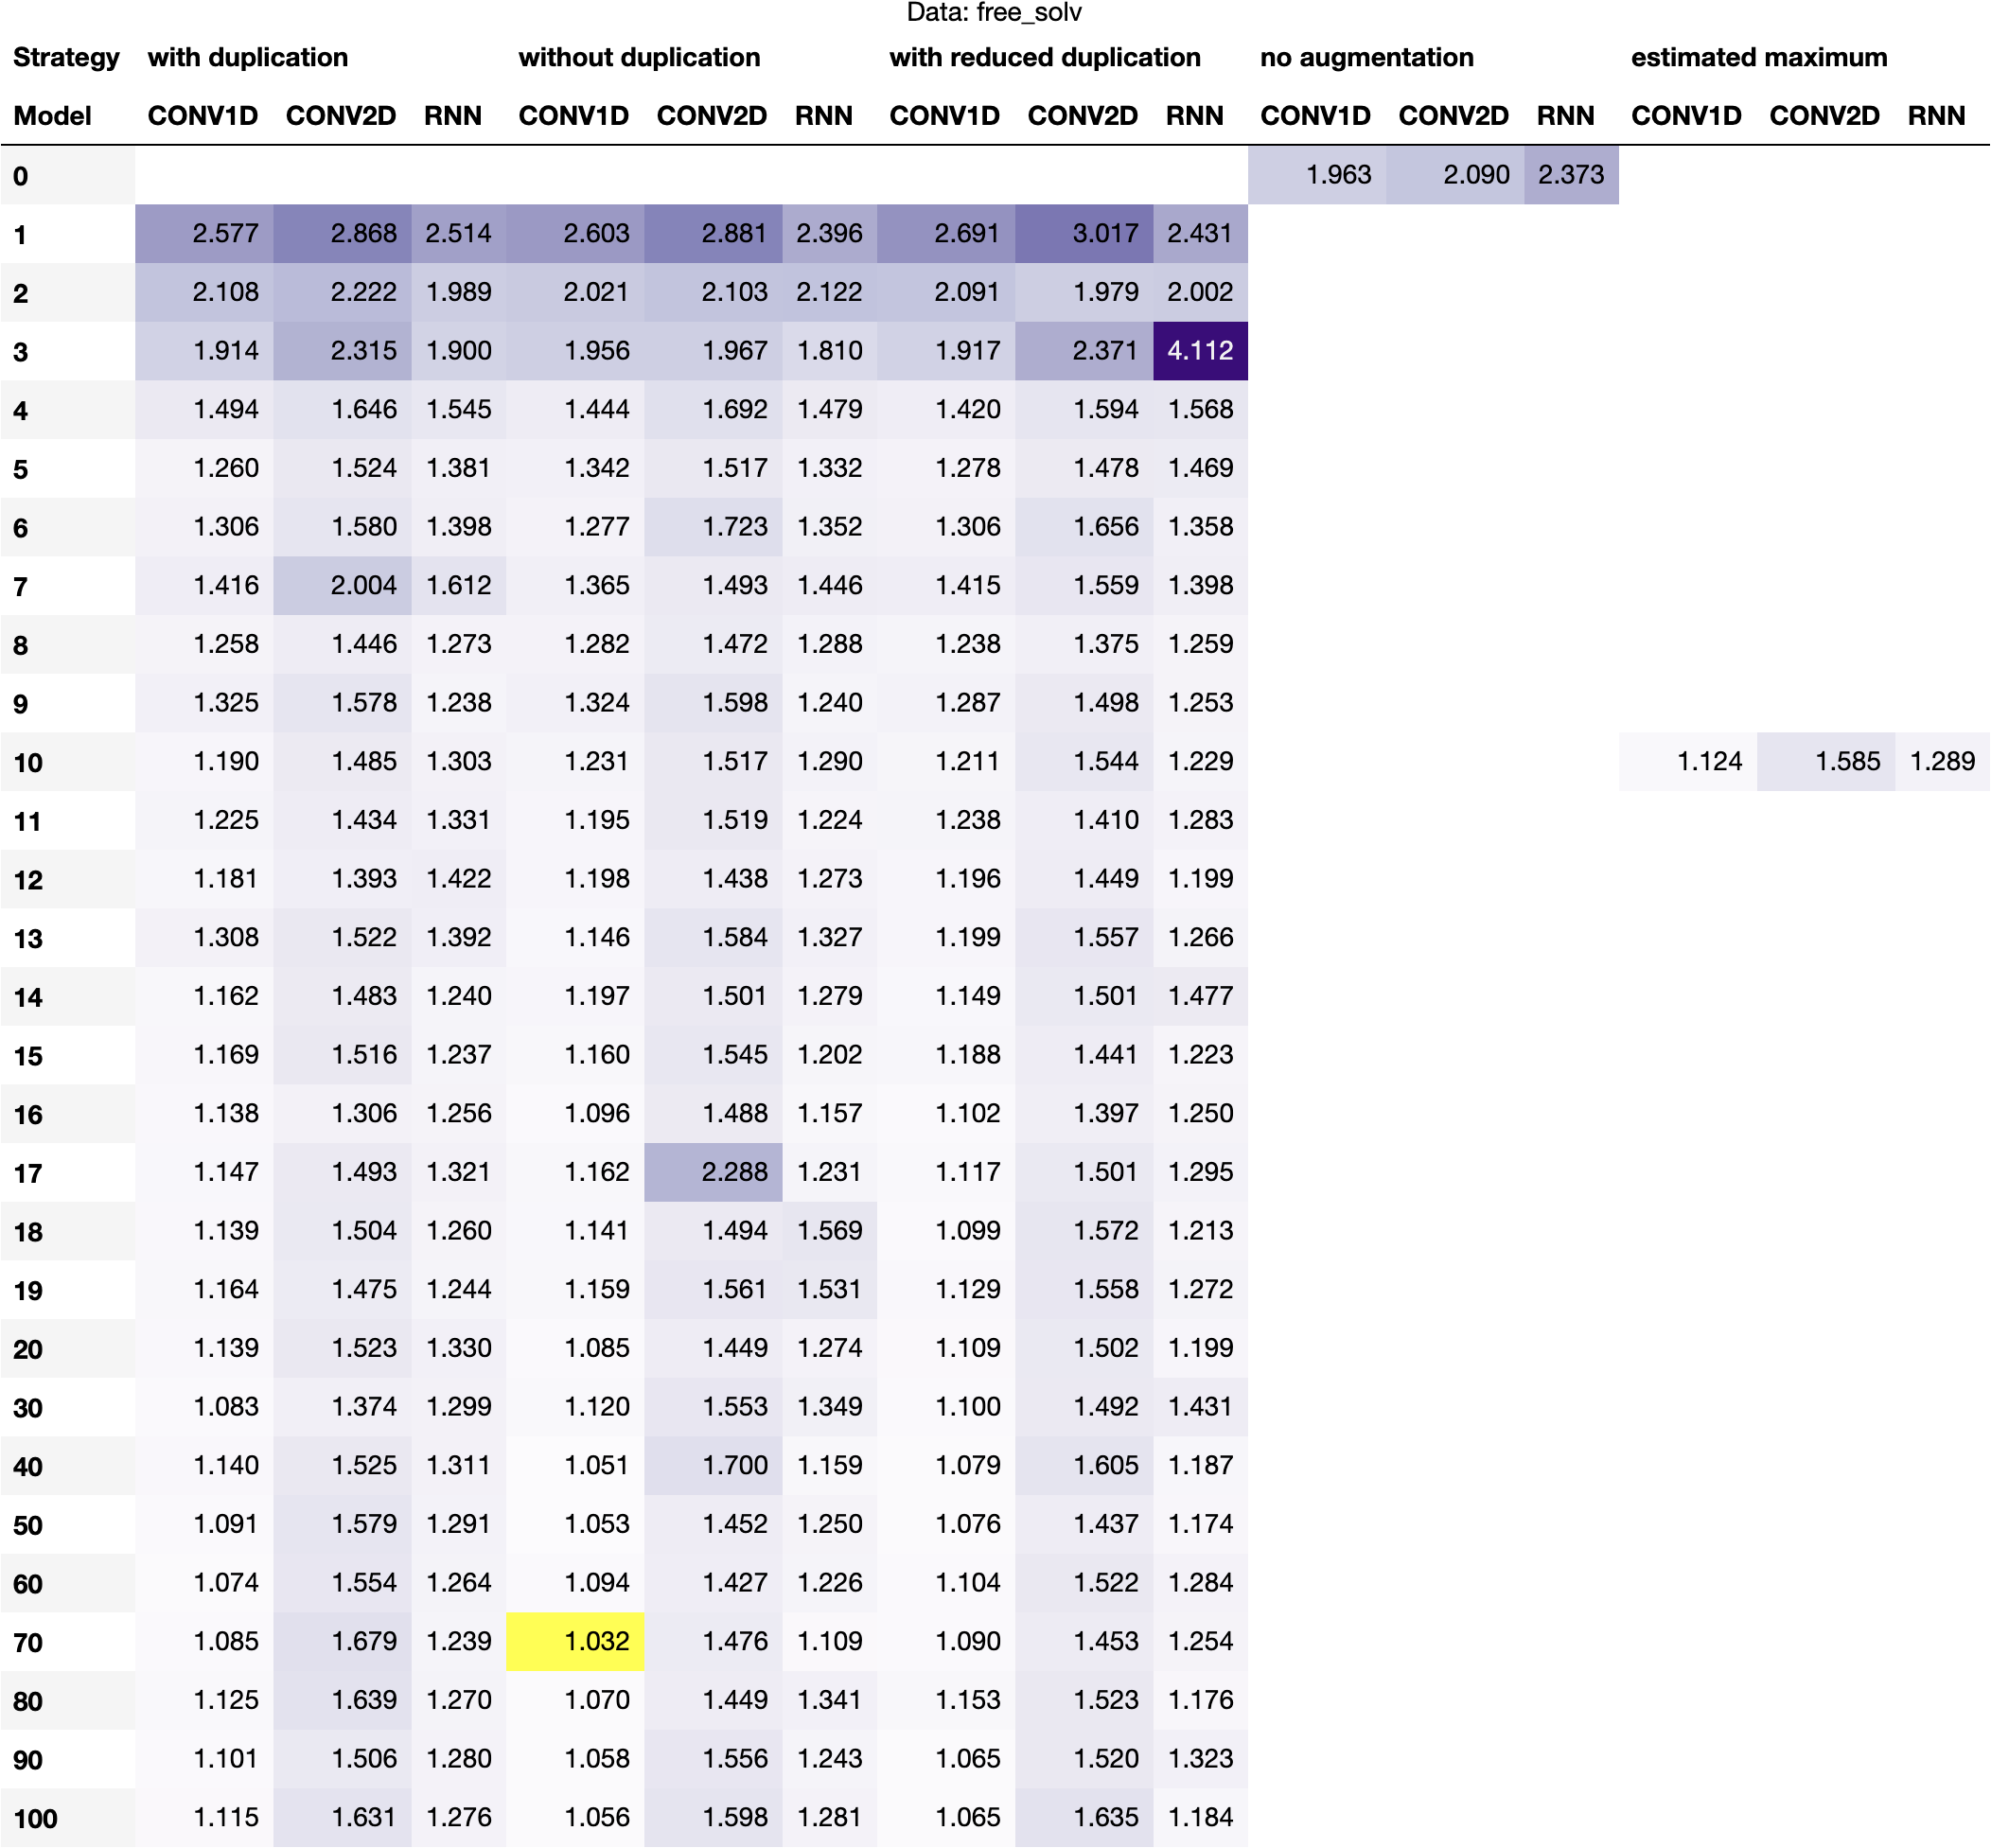 Data: free_solv
Strategy with duplication without duplication with reduced duplication no augmentation estimated maximum
Model CONV1D CONV2D RNN CONV1D CONV2D RNN CONV1D CONV2D RNN CONV1D CONV2D RNN CONV1D CONV2D RNN
0 1.963 2.090 2.373
1 2.577 2.868 2.514 2.603 2.881 2.396 2.691 3.017 2.431
2 2.108 2.222 1.989 2.021 2.103 2.122 2.091 1.979 2.002
3 1.914 2.315 1.900 1.956 1.967 1.810 1.917 2.371 4.112
4 1.494 1.646 1.545 1.444 1.692 1.479 1.420 1.594 1.568
5 1.260 1.524 1.381 1.342 1.517 1.332 1.278 1.478 1.469
6 1.306 1.580 1.398 1.277 1.723 1.352 1.306 1.656 1.358
7 1.416 2.004 1.612 1.365 1.493 1.446 1.415 1.559 1.398
8 1.258 1.446 1.273 1.282 1.472 1.288 1.238 1.375 1.259
9 1.325 1.578 1.238 1.324 1.598 1.240 1.287 1.498 1.253
10 1.190 1.485 1.303 1.231 1.517 1.290 1.211 1.544 1.229 1.124 1.585 1.289
11 1.225 1.434 1.331 1.195 1.519 1.224 1.238 1.410 1.283
12 1.181 1.393 1.422 1.198 1.438 1.273 1.196 1.449 1.199
13 1.308 1.522 1.392 1.146 1.584 1.327 1.199 1.557 1.266
14 1.162 1.483 1.240 1.197 1.501 1.279 1.149 1.501 1.477
15 1.169 1.516 1.237 1.160 1.545 1.202 1.188 1.441 1.223
16 1.138 1.306 1.256 1.096 1.488 1.157 1.102 1.397 1.250
17 1.147 1.493 1.321 1.162 2.288 1.231 1.117 1.501 1.295
18 1.139 1.504 1.260 1.141 1.494 1.569 1.099 1.572 1.213
19 1.164 1.475 1.244 1.159 1.561 1.531 1.129 1.558 1.272
20 1.139 1.523 1.330 1.085 1.449 1.274 1.109 1.502 1.199
30 1.083 1.374 1.299 1.120 1.553 1.349 1.100 1.492 1.431
40 1.140 1.525 1.311 1.051 1.700 1.159 1.079 1.605 1.187
50 1.091 1.579 1.291 1.053 1.452 1.250 1.076 1.437 1.174
60 1.074 1.554 1.264 1.094 1.427 1.226 1.104 1.522 1.284
70 1.085 1.679 1.239 1.032 1.476 1.109 1.090 1.453 1.254
80 1.125 1.639 1.270 1.070 1.449 1.341 1.153 1.523 1.176
90 1.101 1.506 1.280 1.058 1.556 1.243 1.065 1.520 1.323
100 1.115 1.631 1.276 1.056 1.598 1.281 1.065 1.635 1.184